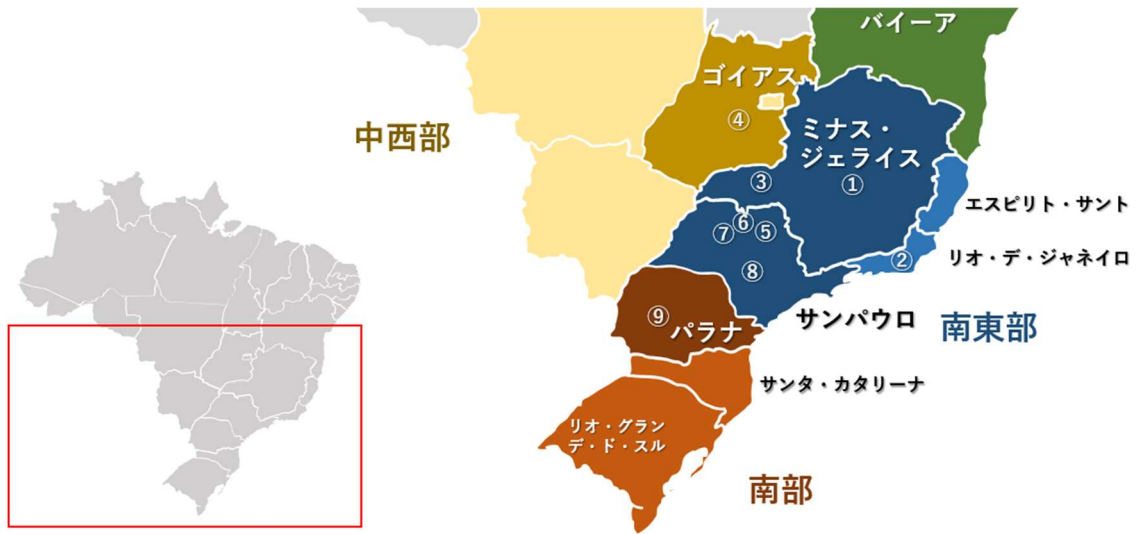 バイーア
ゴイアス
④
中西部
ミナス・
ジェライス
③
①
エスピリト・サント
⑥
⑦
⑤
リオ・デ・ジャネイロ
②
⑧
⑨
パラナ
サンパウロ
南東部
サンタ・カタリーナ
リオ・グラン
デ・ド・スル
南部